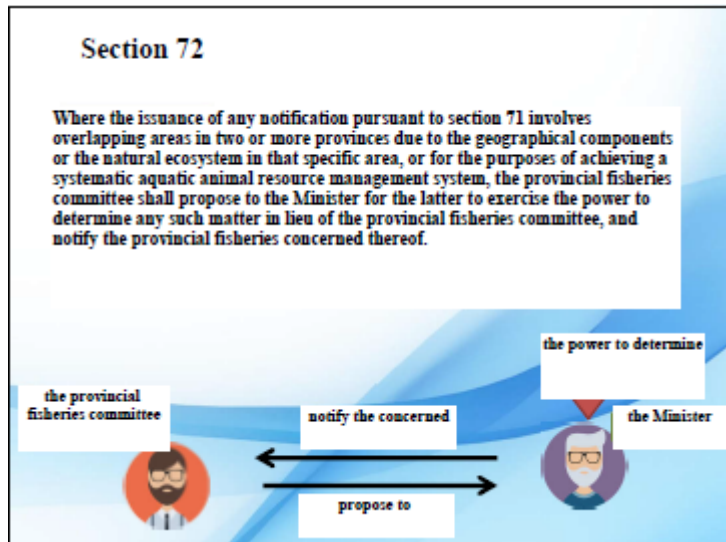 Section 72
Where the issuance of any notification pursuant to section 71 involves
overlapping areas in two or more provinces due to the geographical components
or the natural ecosystem in that specific area, or for the purposes of achieving a
systematic aquatic animal resource management system, the provincial fisheries
committee shall propose to the Minister for the latter to exercise the power to
determine any such matter in lieu of the provincial fisheries committee, and
notify the provincial fisheries concerned thereof.
the power to determine
the provincial
fisheries committee
notify the concerned
the Minister
propose to